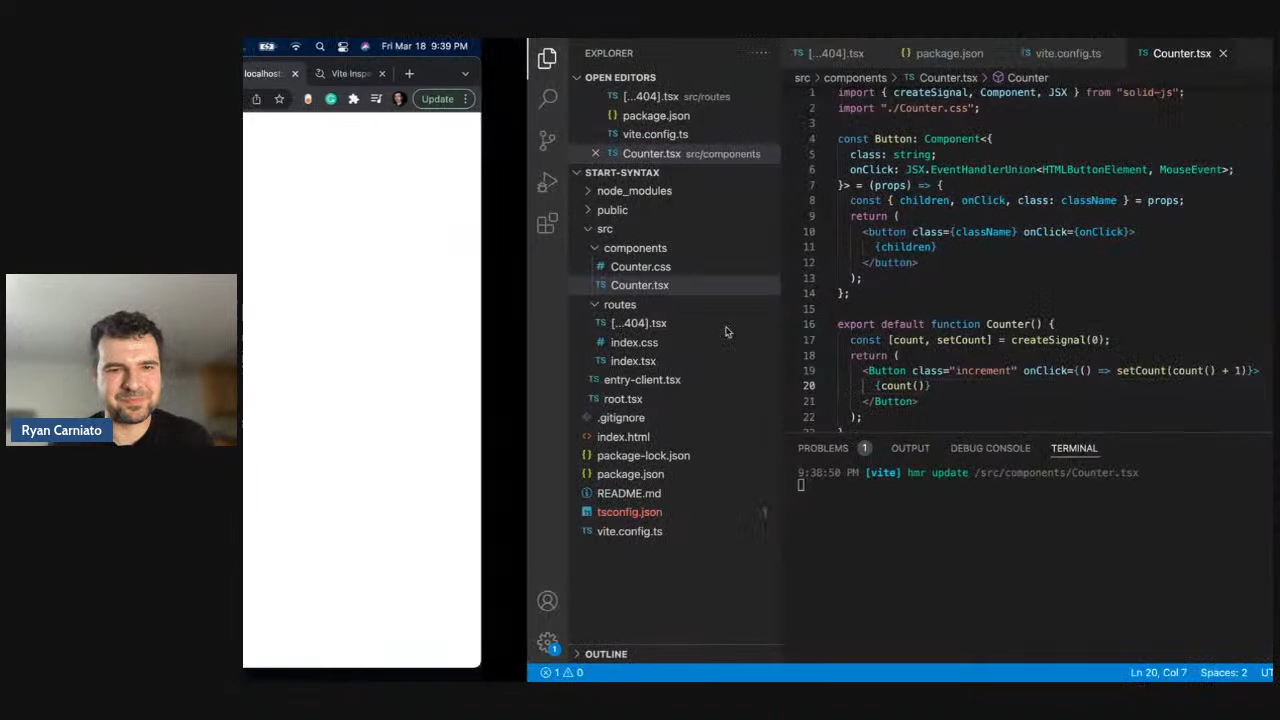 Fri Mar 18 9:39 PM
localhost:
Vite Insp
Update
Ryan Carniato
EXPLORER
OPEN EDITORS
[...404].tsx src/routes
package.json
vite.config.ts
Counter.tsx src/components
START-SYNTAX
node_modules
public
src
components
Counter.css
Counter.tsx
routes
[...404].tsx
index.css
index.tsx
entry-client.tsx
root.tsx
.gitignore
index.html
package-lock.json
package.json
README.md
tsconfig.json 1
vite.config.ts
OUTLINE
[...404].tsx package.json vite.config.ts Counter.tsx
src components Counter.tsx Counter
1 import { createSignal, Component, JSX } from "solid-js";
2 import "./Counter.css";
3
4 const Button: Component<{
5 class: string;
6 onClick: JSX.EventHandlerUnion<HTMLButtonElement, MouseEvent>;
7 }> = (props) => {
8 const { children, onClick, class: className } = props;
9 return (
10 <button class={className} onClick={onClick}>
11 {children}
12 </button>
13 );
14 };
15
16 export default function Counter() {
17 const [count, setCount] = createSignal(0);
18 return (
19 <Button class="increment" onClick={() => setCount(count() + 1)}>
20 {count()}
21 </Button>
22 );
PROBLEMS 1 OUTPUT DEBUG CONSOLE TERMINAL
9:38:50 PM [vite] hmr update /src/components/Counter.tsx
1
1 0
Ln 20, Col 7 Spaces: 2 UT